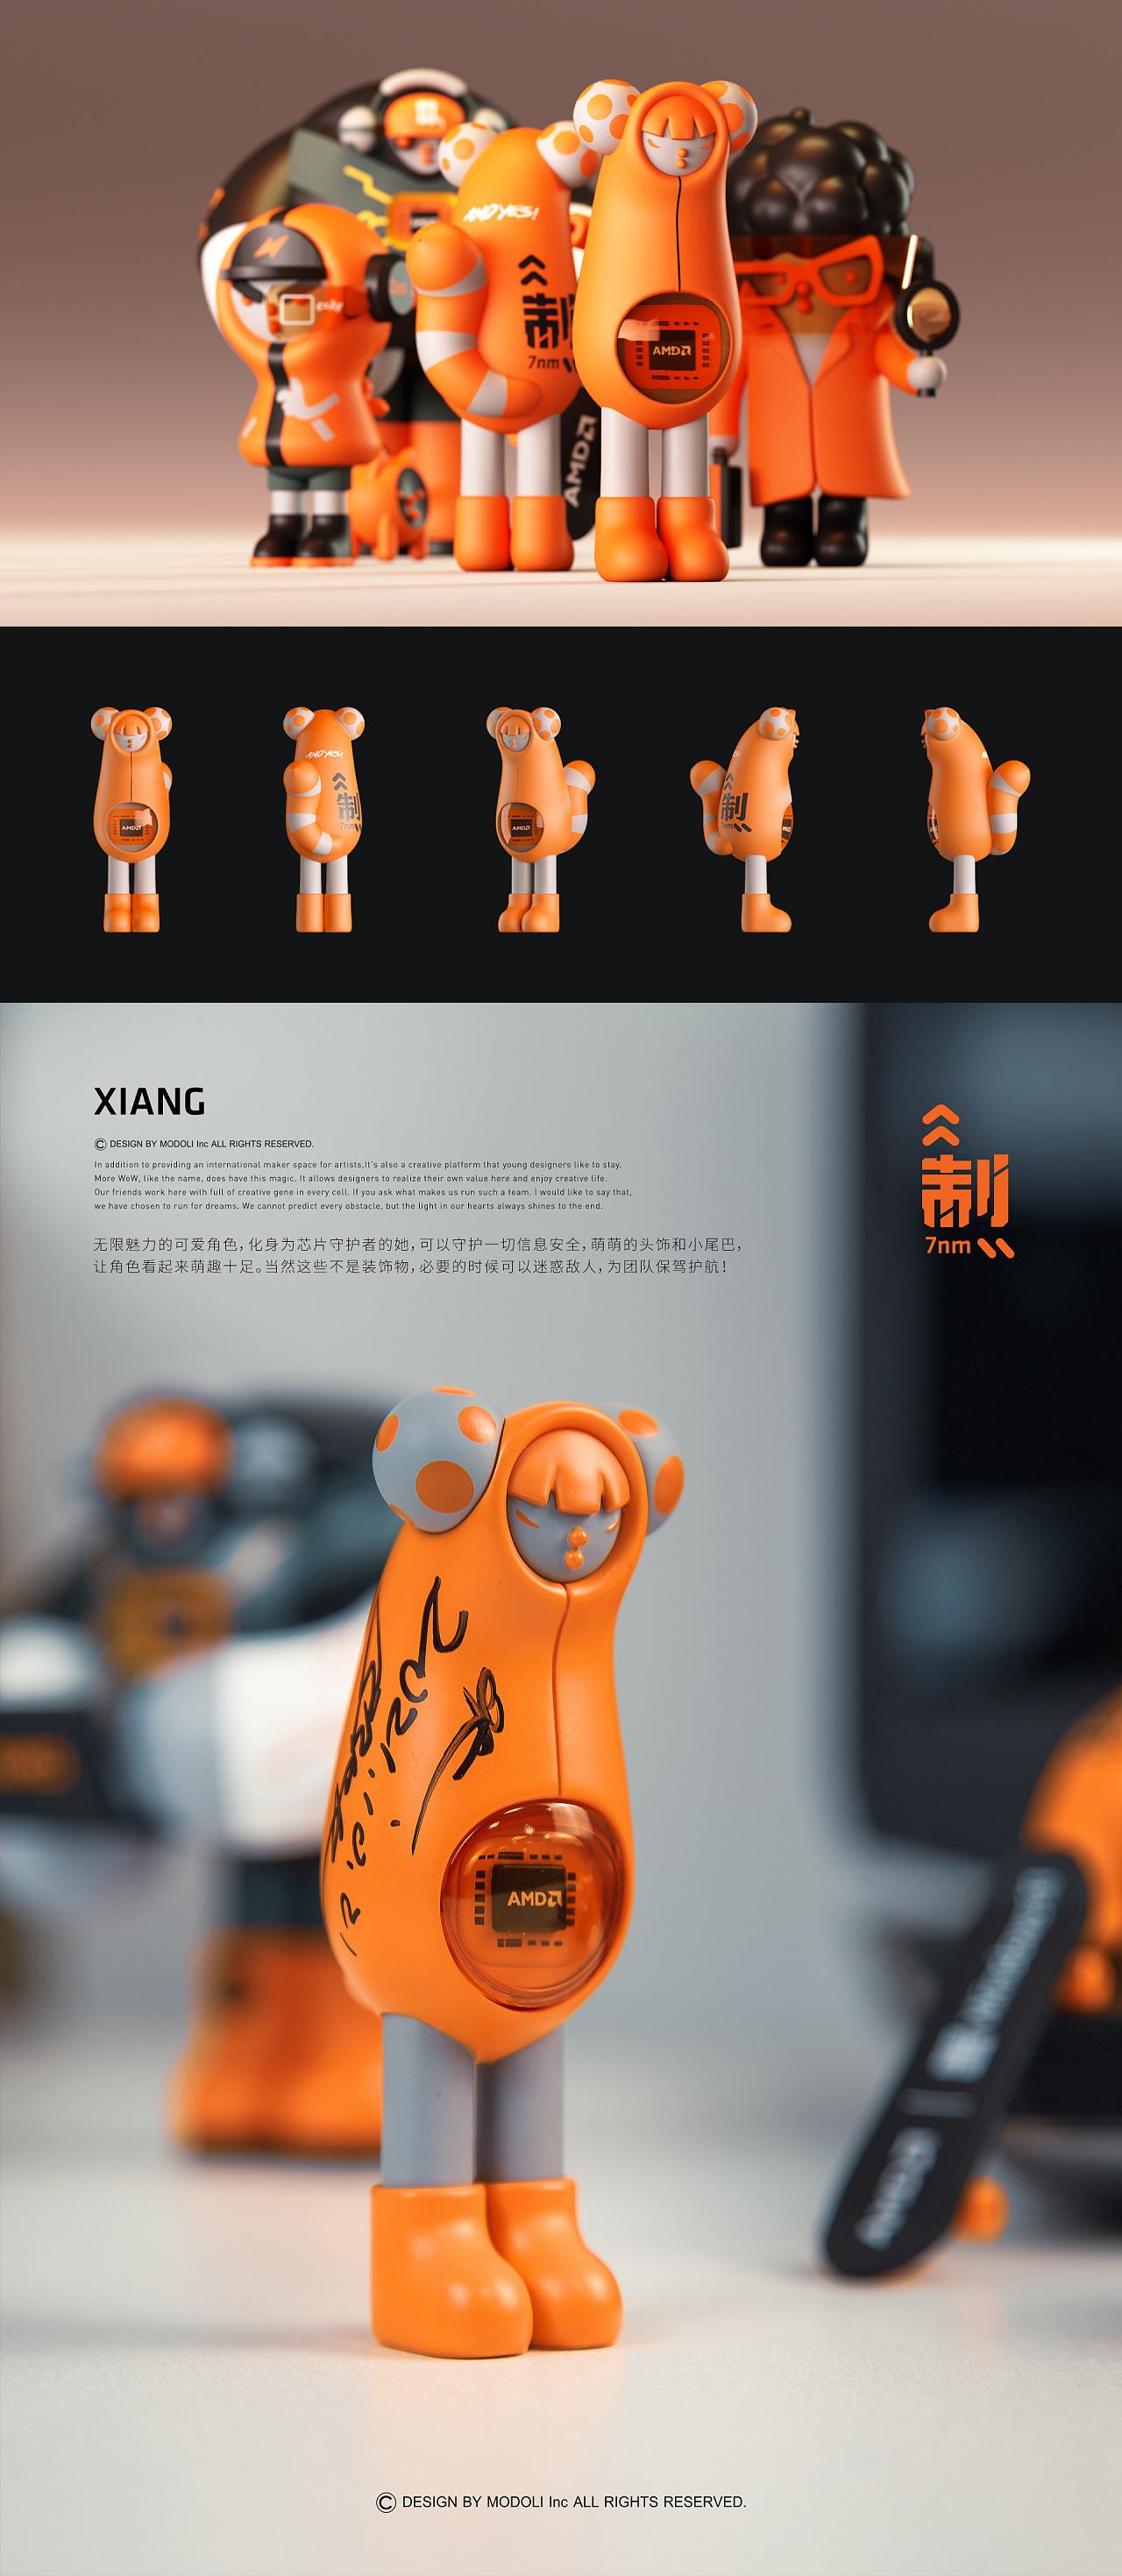 AND YES!
制
7nm
AMD
AMD
AND YES!
制
7nm
AMD
AMD
制
XIANG
© DESIGN BY MODOLI Inc ALL RIGHTS RESERVED.
In addition to providing an international maker space for artists,It's also a creative platform that young designers like to stay.
More WoW, like the name, does have this magic. It allows designers to realize their own value here and enjoy creative life.
Our friends work here with full of creative gene in every cell. If you ask what makes us run such a team. I would like to say that,
we have chosen to run for dreams. We cannot predict every obstacle, but the light in our hearts always shines to the end.
无限魅力的可爱角色,化身为芯片守护者的她,可以守护一切信息安全,萌萌的头饰和小尾巴,
让角色看起来萌趣十足。当然这些不是装饰物,必要的时候可以迷惑敌人,为团队保驾护航!
制
7nm
AMD
© DESIGN BY MODOLI Inc ALL RIGHTS RESERVED.